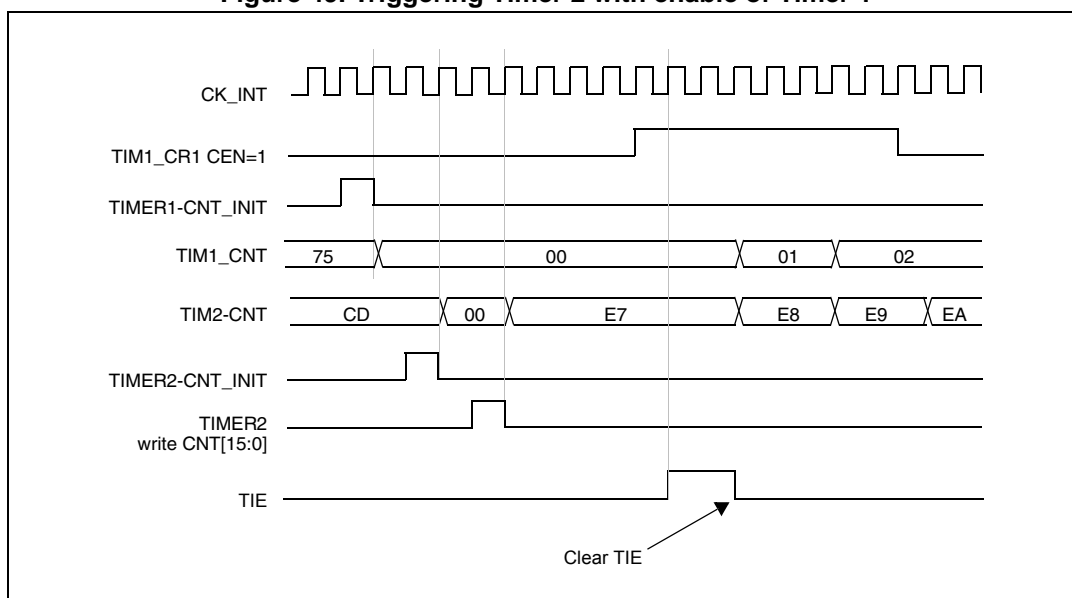 CK_INT
TIM1_CR1 CEN=1
TIMER1-CNT_INIT
TIM1_CNT 75 00 01 02
TIM2-CNT CD 00 E7 E8 E9 EA
TIMER2-CNT_INIT
TIMER2
write CNT[15:0]
TIE
Clear TIE